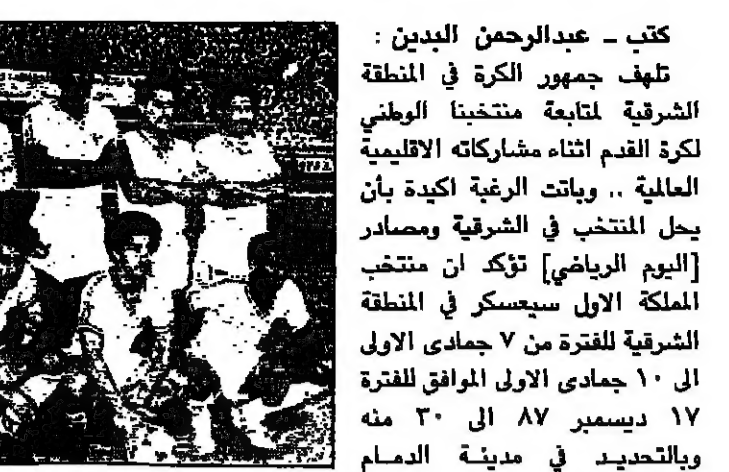 كتب ـ عبدالرحمن البدين :
تلهف جمهور الكرة في المنطقة
الشرقية لمتابعة منتخبنا الوطني
لكرة القدم اثناء مشاركاته الاقليمية
العالمية .. وباتت الرغبة اكيدة بأن
يحل المنتخب في الشرقية ومصادر
[اليوم الرياضي] تؤكد ان منتخب
المملكة الاول سيعسكر في المنطقة
الشرقية للفترة من ٧ جمادى الاولى
الى ١٠ جمادى الاولى الموافق للفترة
١٧ ديسمبر ٨٧ الى ٣٠ منه
وبالتحديد في مدينة الدمام